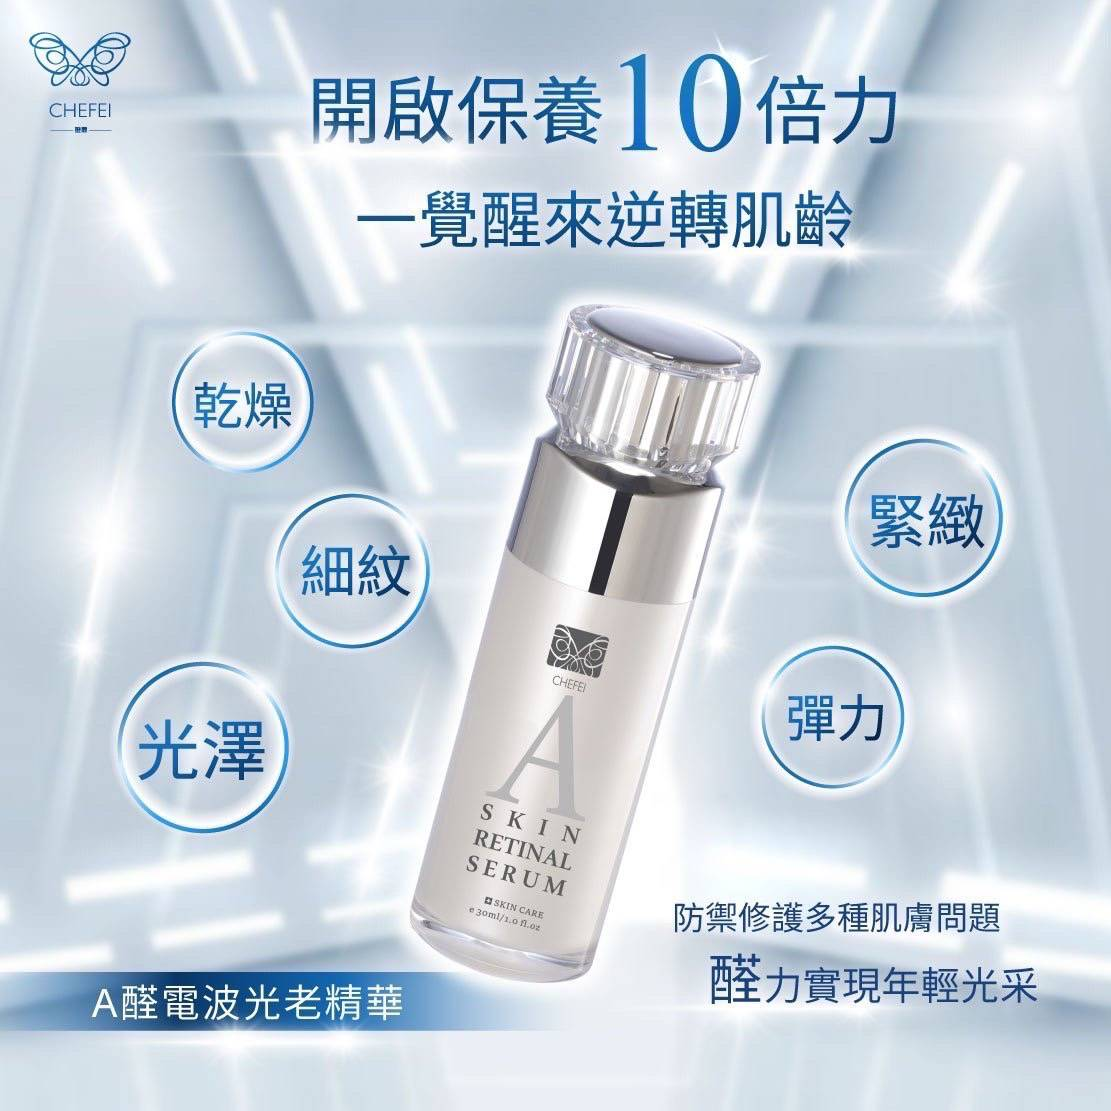 CHEFEI
開啟保養10倍力
一覺醒來逆轉肌齡
乾燥
細紋
光澤
緊緻
彈力
CHEFEI
A
SKIN
RETINAL
SERUM
SKIN CARE
e 30ml/1.0 fl.oz
防禦修護多種肌膚問題
醛力實現年輕光采
A醛電波光老精華